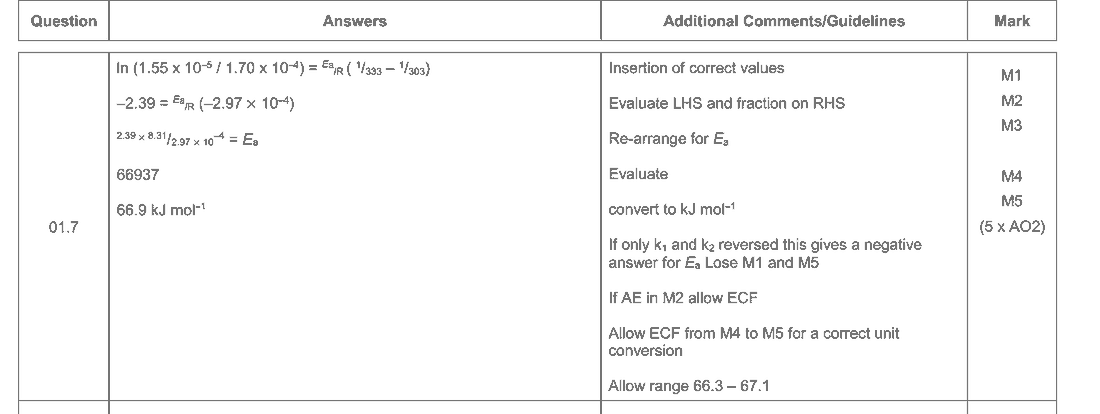 Question Answers Additional Comments/Guidelines Mark
01.7
ln (1.55 x 10⁻⁵ / 1.70 x 10⁻⁴) = ᴱᵃ/R ( ¹/₃₃₃ – ¹/₃₀₃)
–2.39 = ᴱᵃ/R (–2.97 × 10⁻⁴)
2.39 x 8.31/2.97 x 10⁻⁴ = Eₐ
66937
66.9 kJ mol⁻¹
Insertion of correct values
Evaluate LHS and fraction on RHS
Re-arrange for Eₐ
Evaluate
convert to kJ mol⁻¹
If only k₁ and k₂ reversed this gives a negative
answer for Eₐ Lose M1 and M5
If AE in M2 allow ECF
Allow ECF from M4 to M5 for a correct unit
conversion
Allow range 66.3 – 67.1
M1
M2
M3
M4
M5
(5 x AO2)